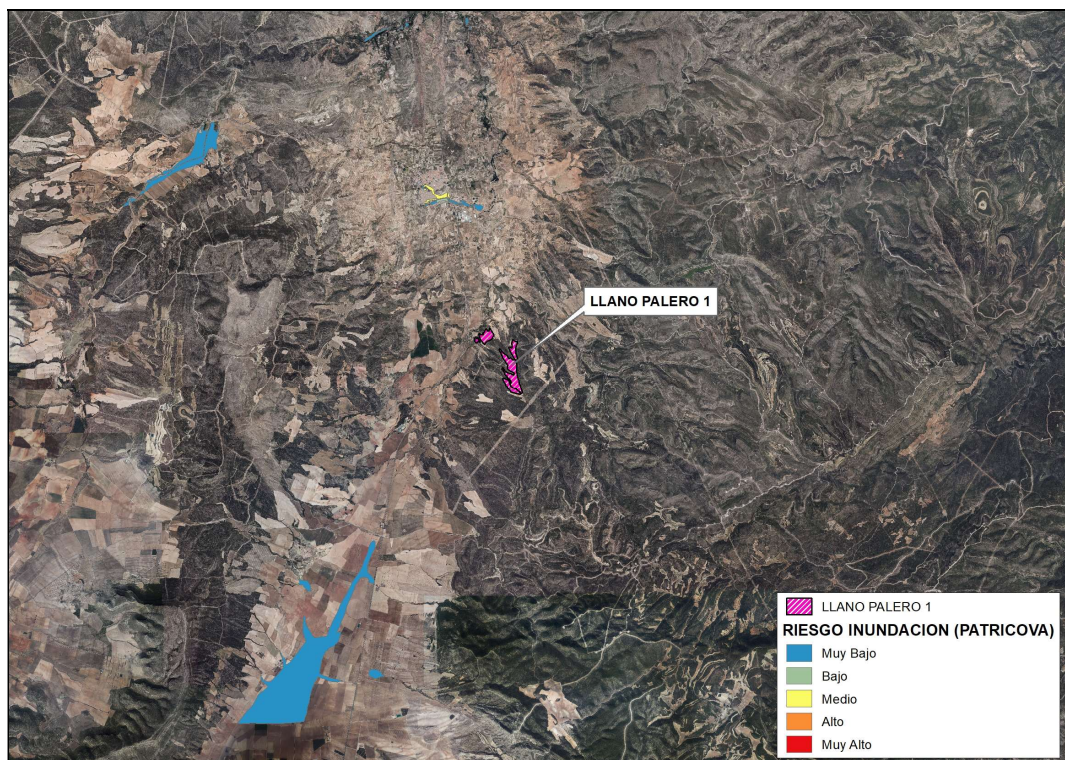 LLANO PALERO 1
LLANO PALERO 1
RIESGO INUNDACION (PATRICOVA)
Muy Bajo
Bajo
Medio
Alto
Muy Alto